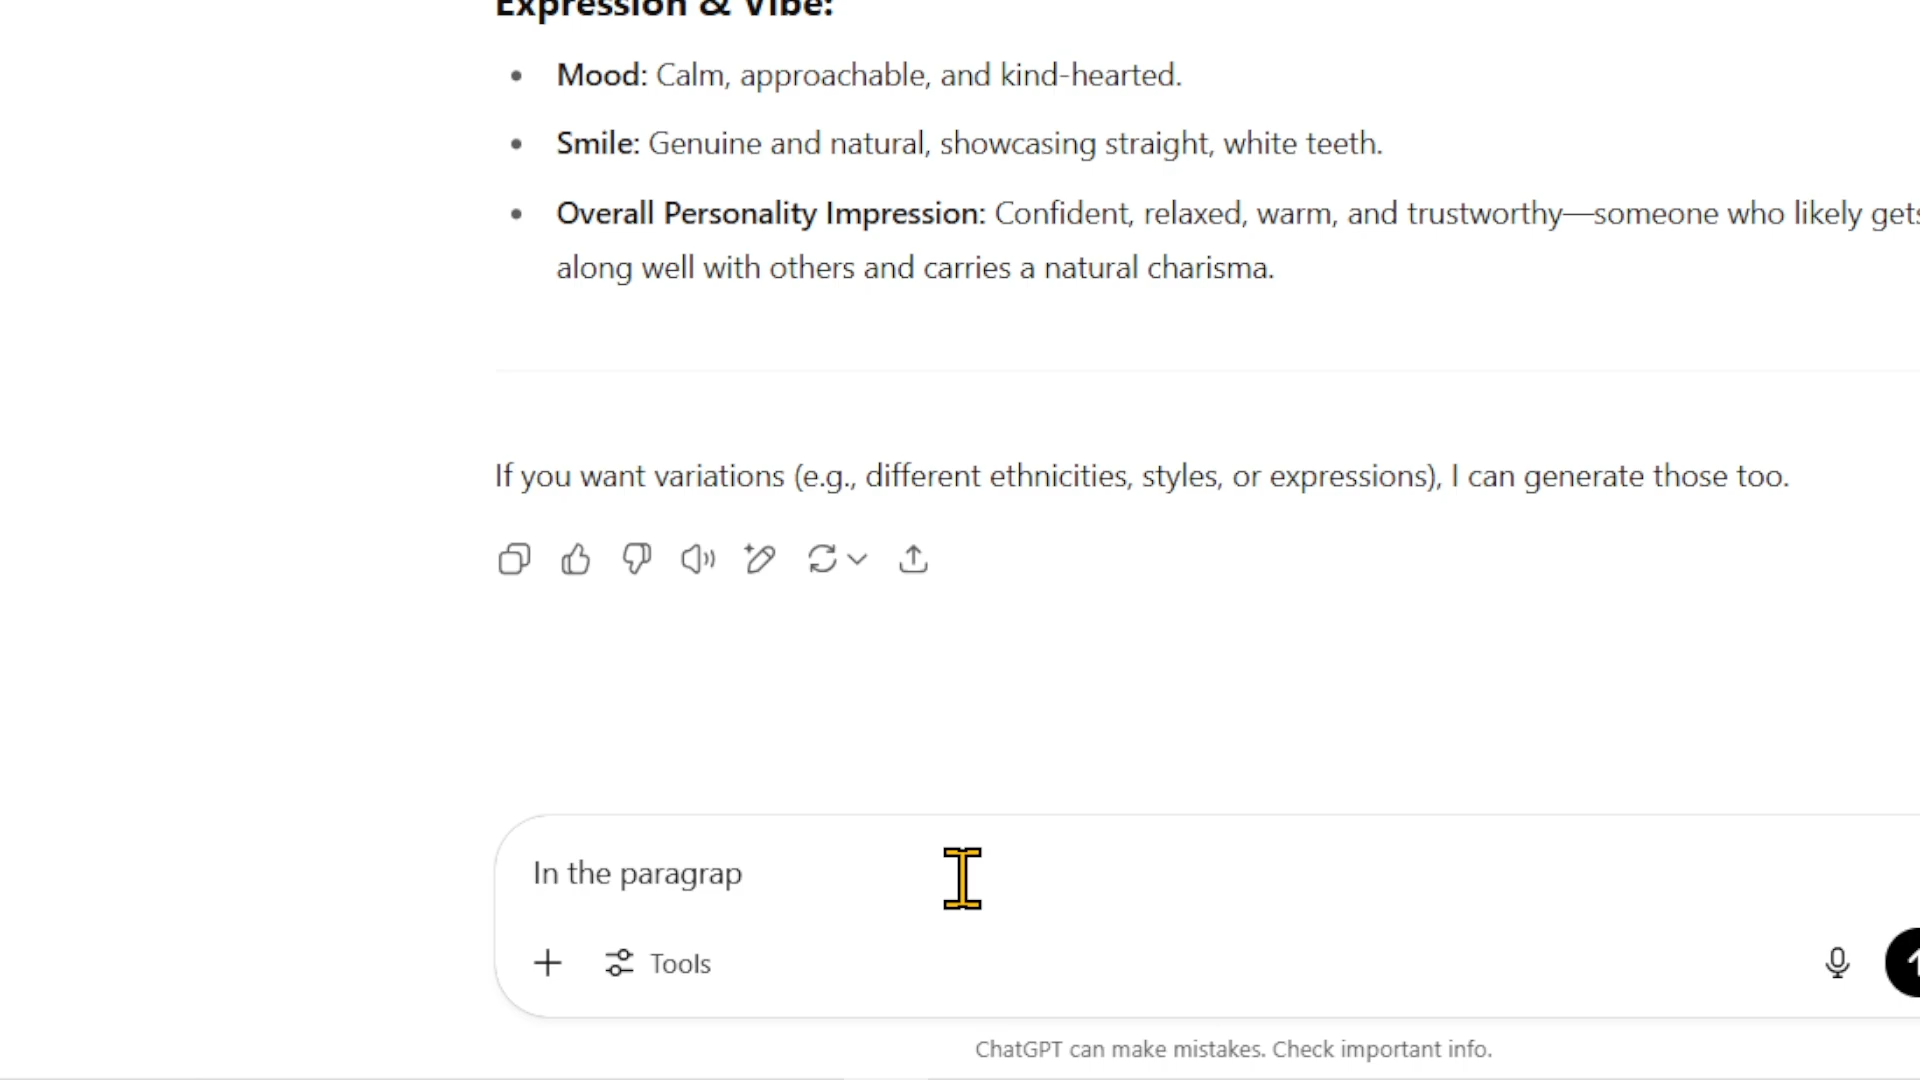 Expression & Vibe:
Mood: Calm, approachable, and kind-hearted.
Smile: Genuine and natural, showcasing straight, white teeth.
Overall Personality Impression: Confident, relaxed, warm, and trustworthy—someone who likely gets
along well with others and carries a natural charisma.
If you want variations (e.g., different ethnicities, styles, or expressions), I can generate those too.
In the paragrap
Tools
ChatGPT can make mistakes. Check important info.